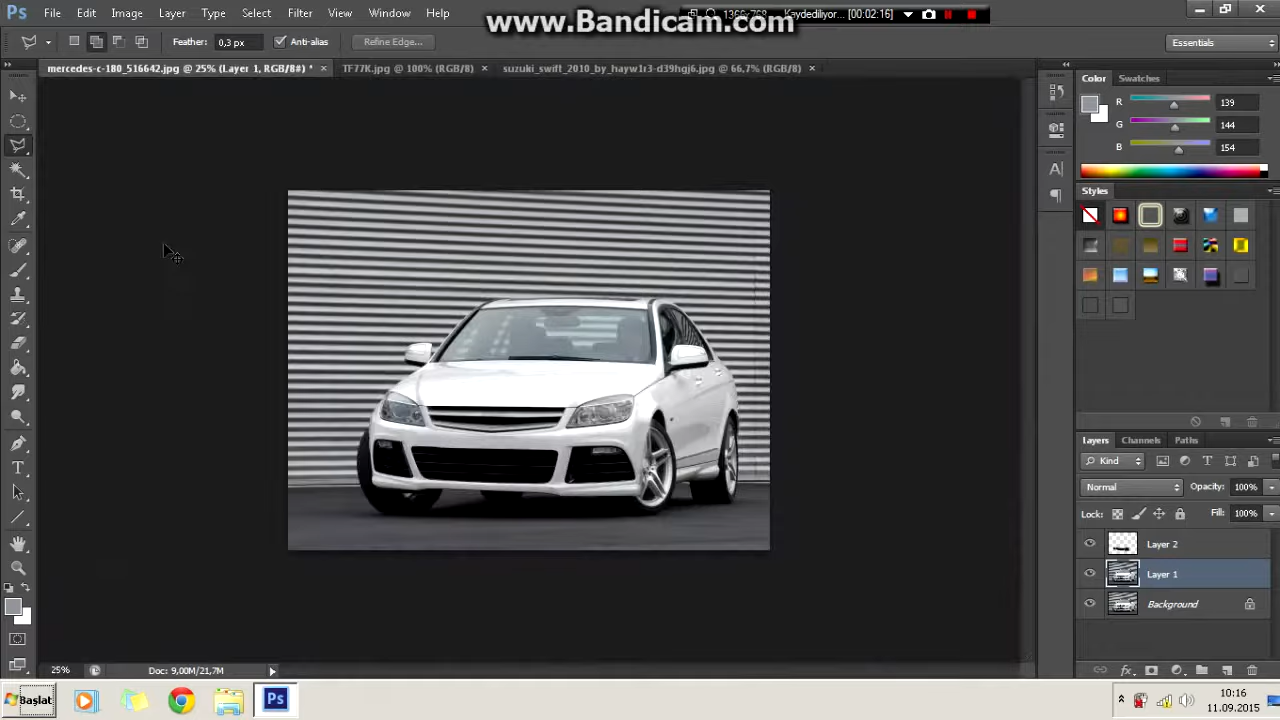 www.Bandicam.com
1366x768 Kaydediliyor... [00:02:16]
Ps File Edit Image Layer Type Select Filter View Window Help
Feather: 0,3 px Anti-alias Refine Edge... Essentials
mercedes-c-180_516642.jpg @ 25% (Layer 1, RGB/8#) * × TF77K.jpg @ 100% (RGB/8) × suzuki_swift_2010_by_hayw1r3-d39hgj6.jpg @ 66,7% (RGB/8) ×
Color Swatches
R 139
G 144
B 154
Styles
Layers Channels Paths
Kind
Normal Opacity: 100%
Lock: Fill: 100%
Layer 2
Layer 1
Background
25% Doc: 9,00M/21,7M
Başlat Ps 10:16
11.09.2015